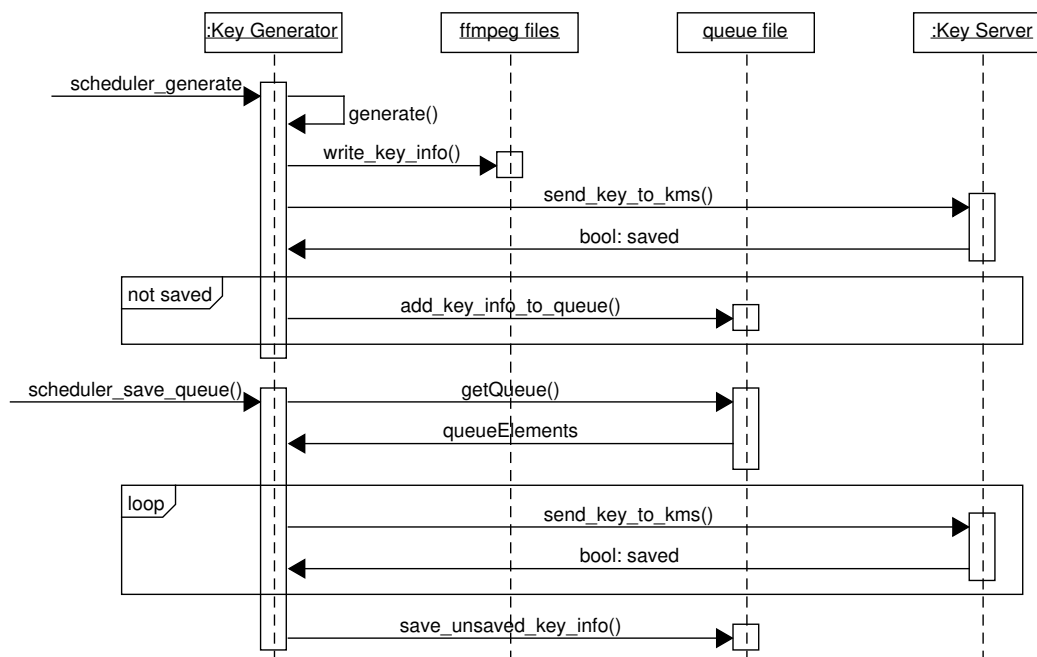 :Key Generator
ffmpeg files
queue file
:Key Server
scheduler_generate
generate()
write_key_info()
send_key_to_kms()
bool: saved
not saved
add_key_info_to_queue()
scheduler_save_queue()
getQueue()
queueElements
loop
send_key_to_kms()
bool: saved
save_unsaved_key_info()